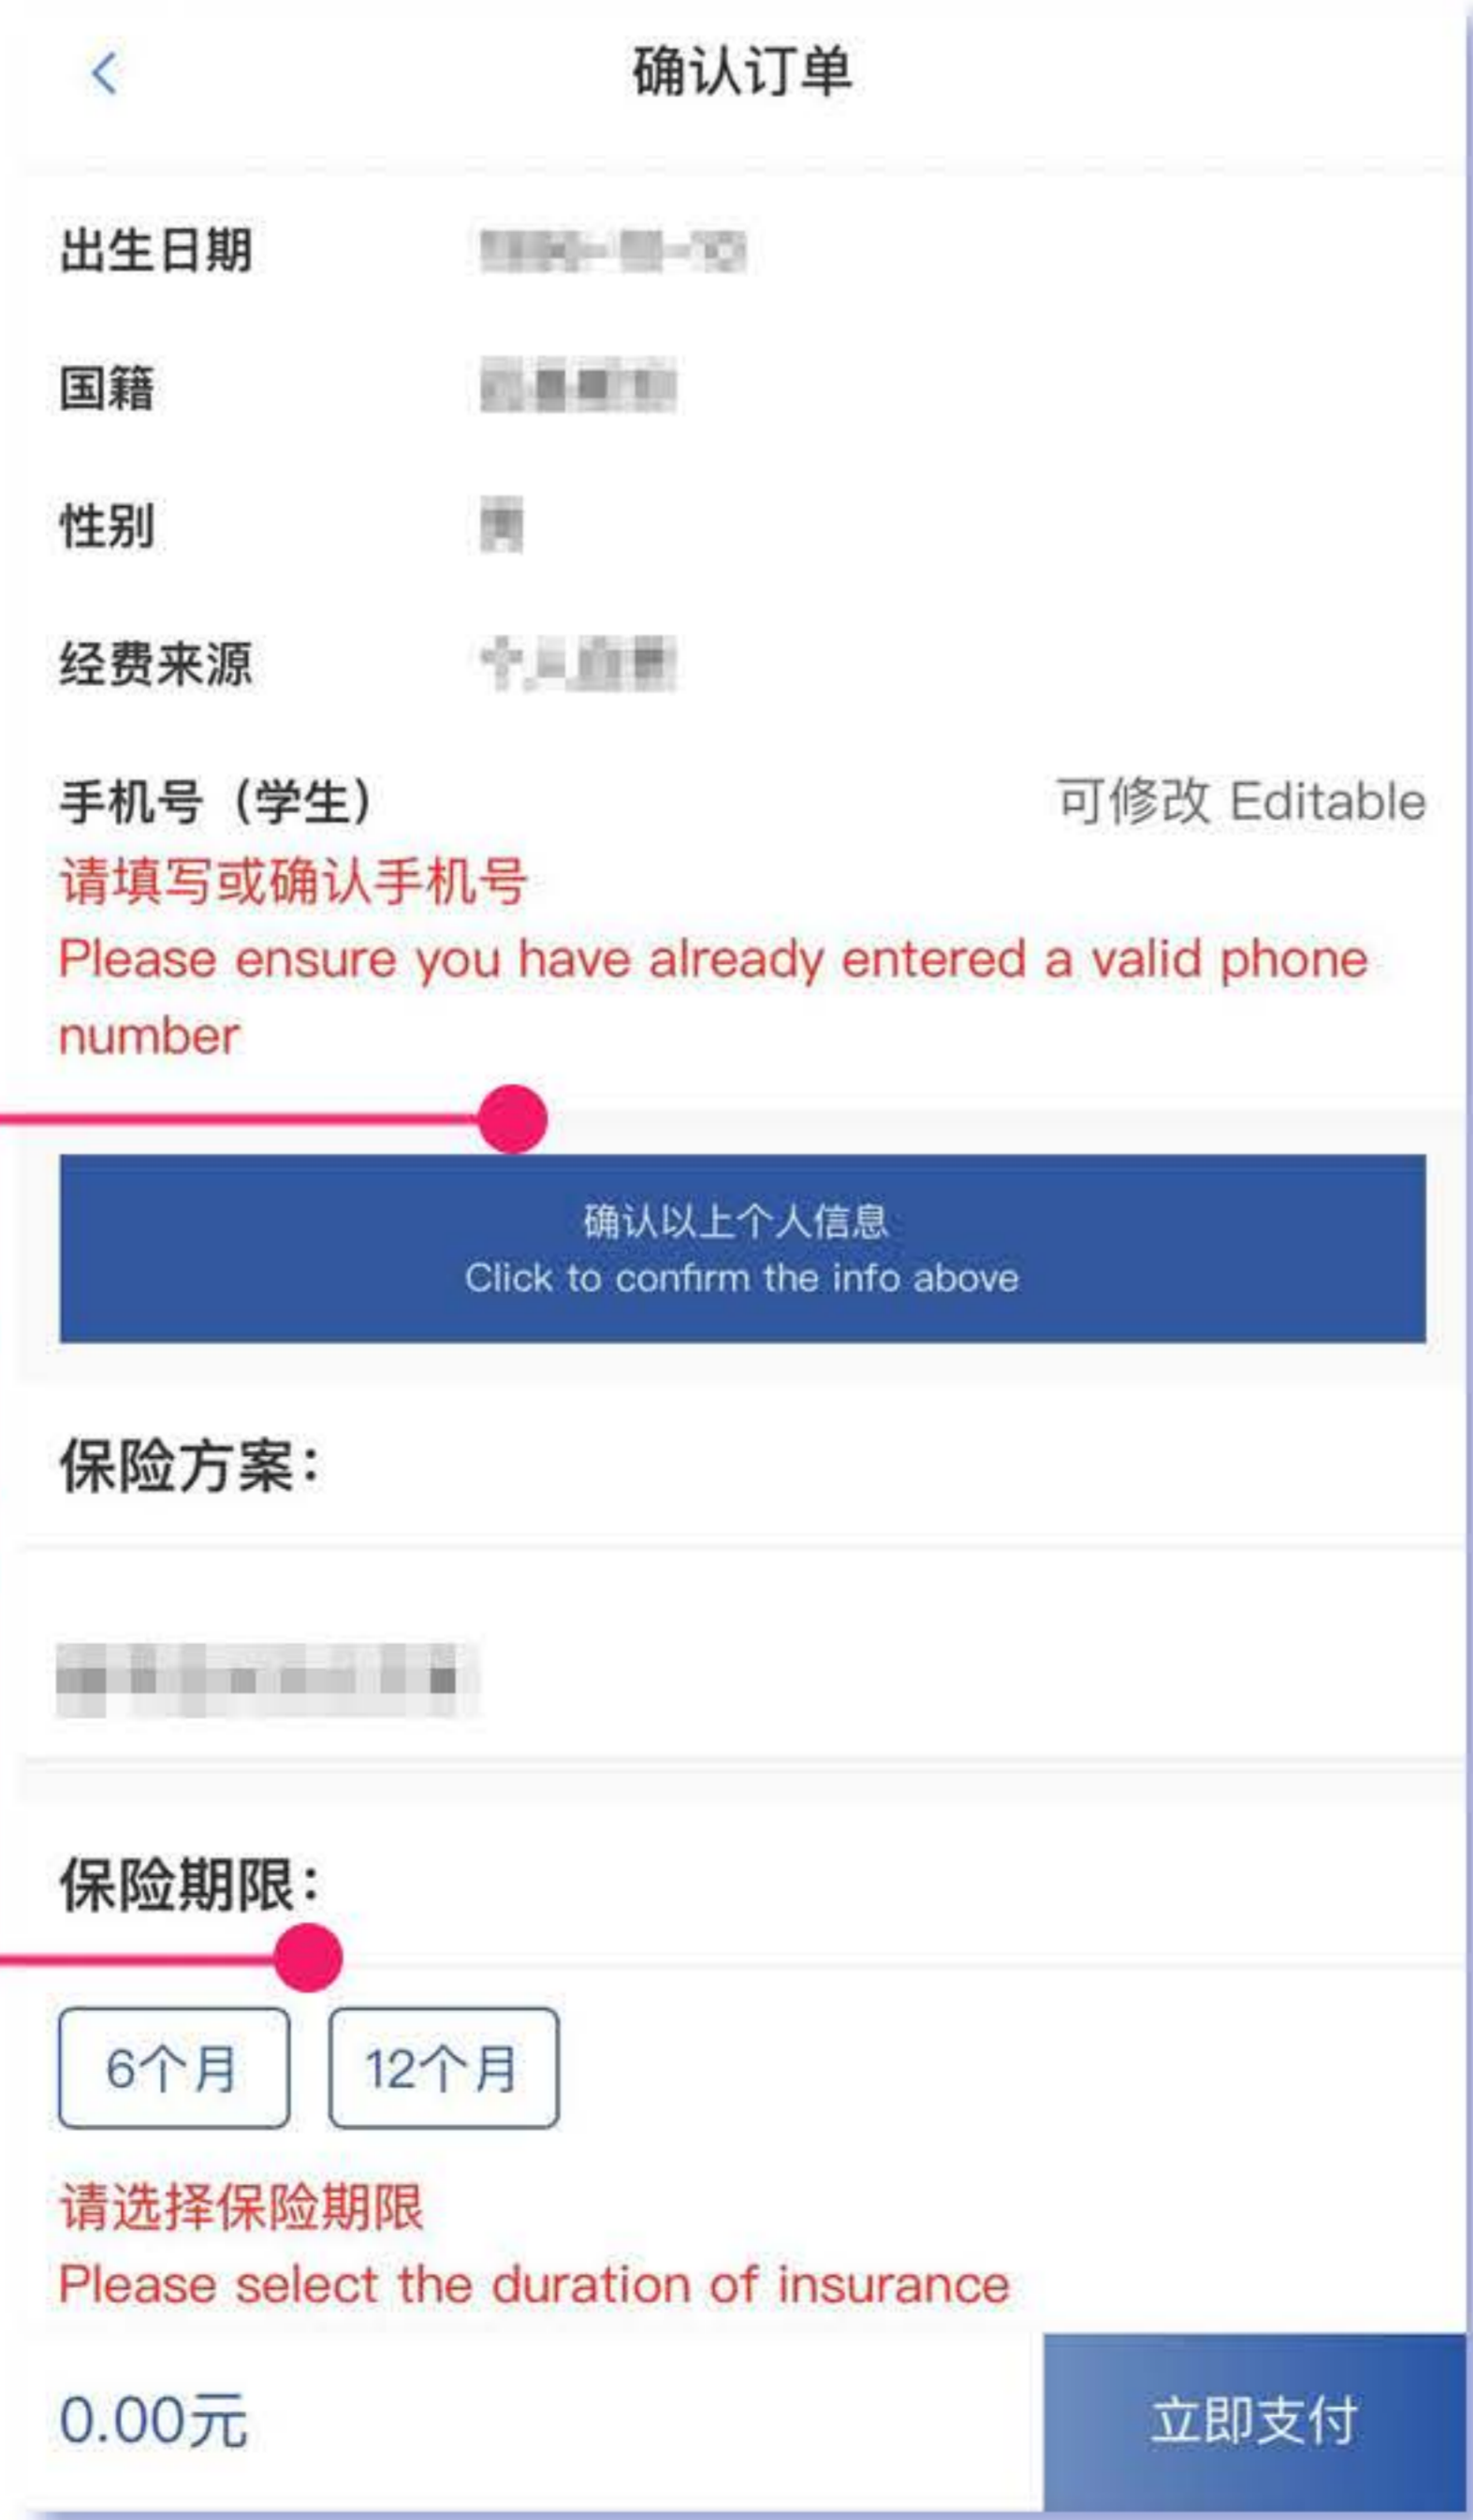 确认订单
出生日期
国籍
性别
经费来源
手机号（学生）
可修改 Editable
请填写或确认手机号
Please ensure you have already entered a valid phone
number
确认以上个人信息
Click to confirm the info above
保险方案：
保险期限：
6个月
12个月
请选择保险期限
Please select the duration of insurance
0.00元
立即支付